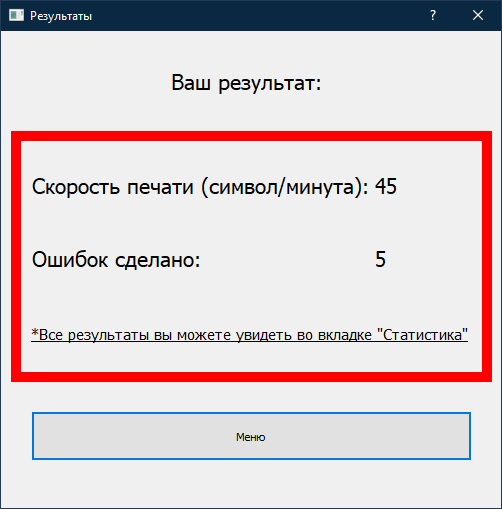 Результаты
?
Ваш результат:
Скорость печати (символ/минута): 45
Ошибок сделано: 5
*Все результаты вы можете увидеть во вкладке "Статистика"
Меню